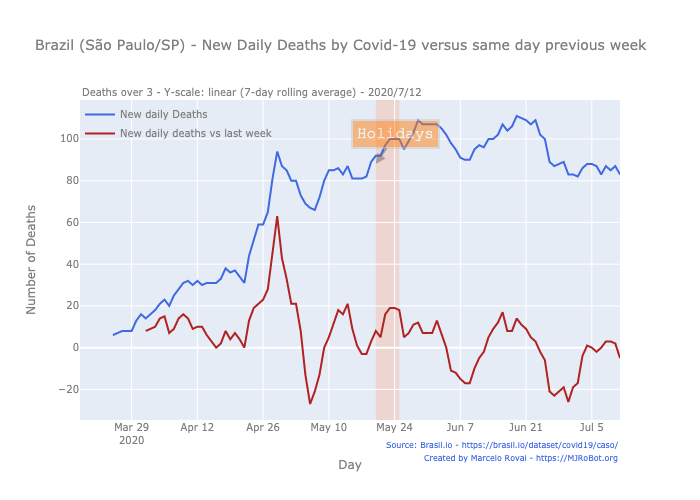 Brazil (São Paulo/SP) - New Daily Deaths by Covid-19 versus same day previous week
Deaths over 3 - Y-scale: linear (7-day rolling average) - 2020/7/12
New daily Deaths
New daily deaths vs last week
Holidays
Number of Deaths
100
80
60
40
20
0
−20
Mar 29
2020
Apr 12
Apr 26
May 10
May 24
Jun 7
Jun 21
Jul 5
Day
Source: Brasil.io - https://brasil.io/dataset/covid19/caso/
Created by Marcelo Rovai - https://MJRoBot.org